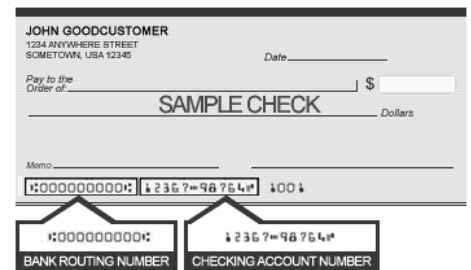 JOHN GOODCUSTOMER
1234 ANYWHERE STREET
SOMETOWN, USA 12345
Date
Pay to the
Order of:
$
SAMPLE CHECK
Dollars
Memo
⑆000000000⑆ 12367⑉98764⑈ 1001
⑆000000000⑆ 12367⑉98764⑈
BANK ROUTING NUMBER CHECKING ACCOUNT NUMBER